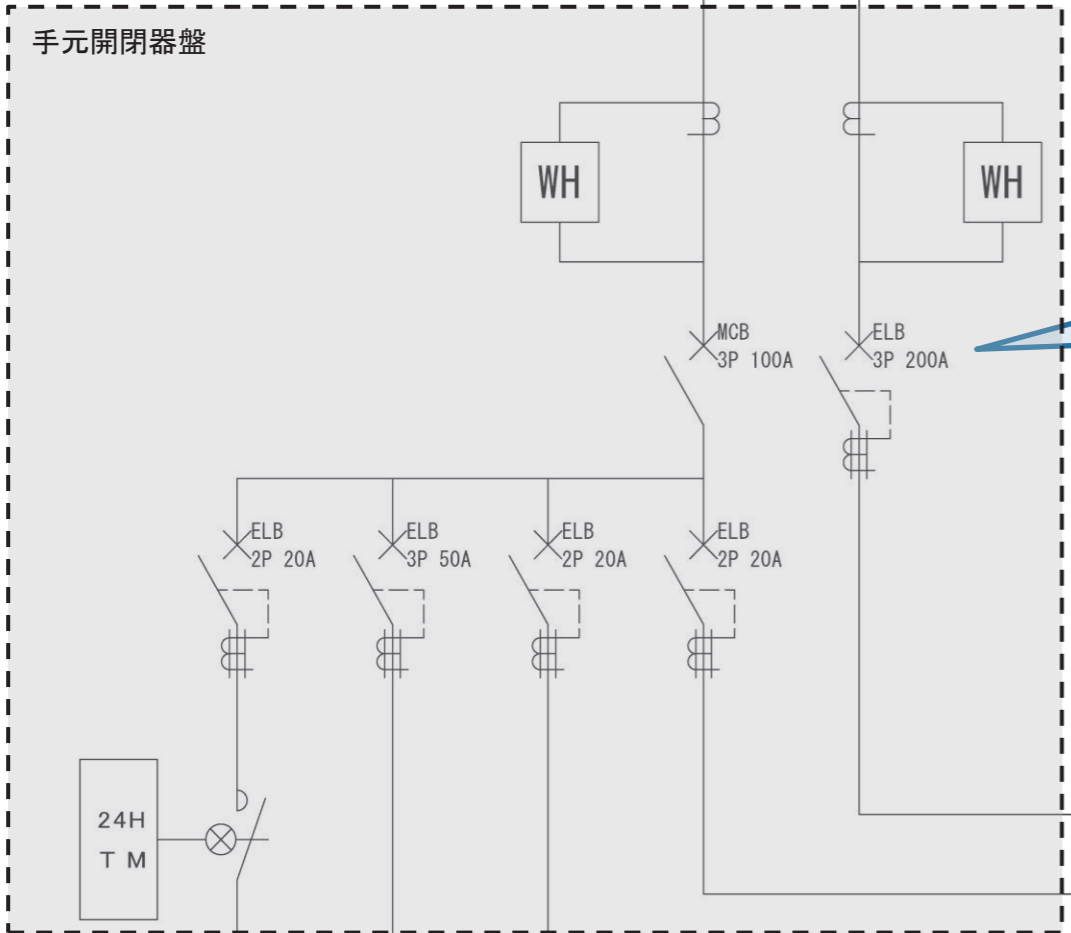 手元開閉器盤
WH
WH
MCB
3P 100A
ELB
3P 200A
ELB
2P 20A
ELB
3P 50A
ELB
2P 20A
ELB
2P 20A
24H
T M